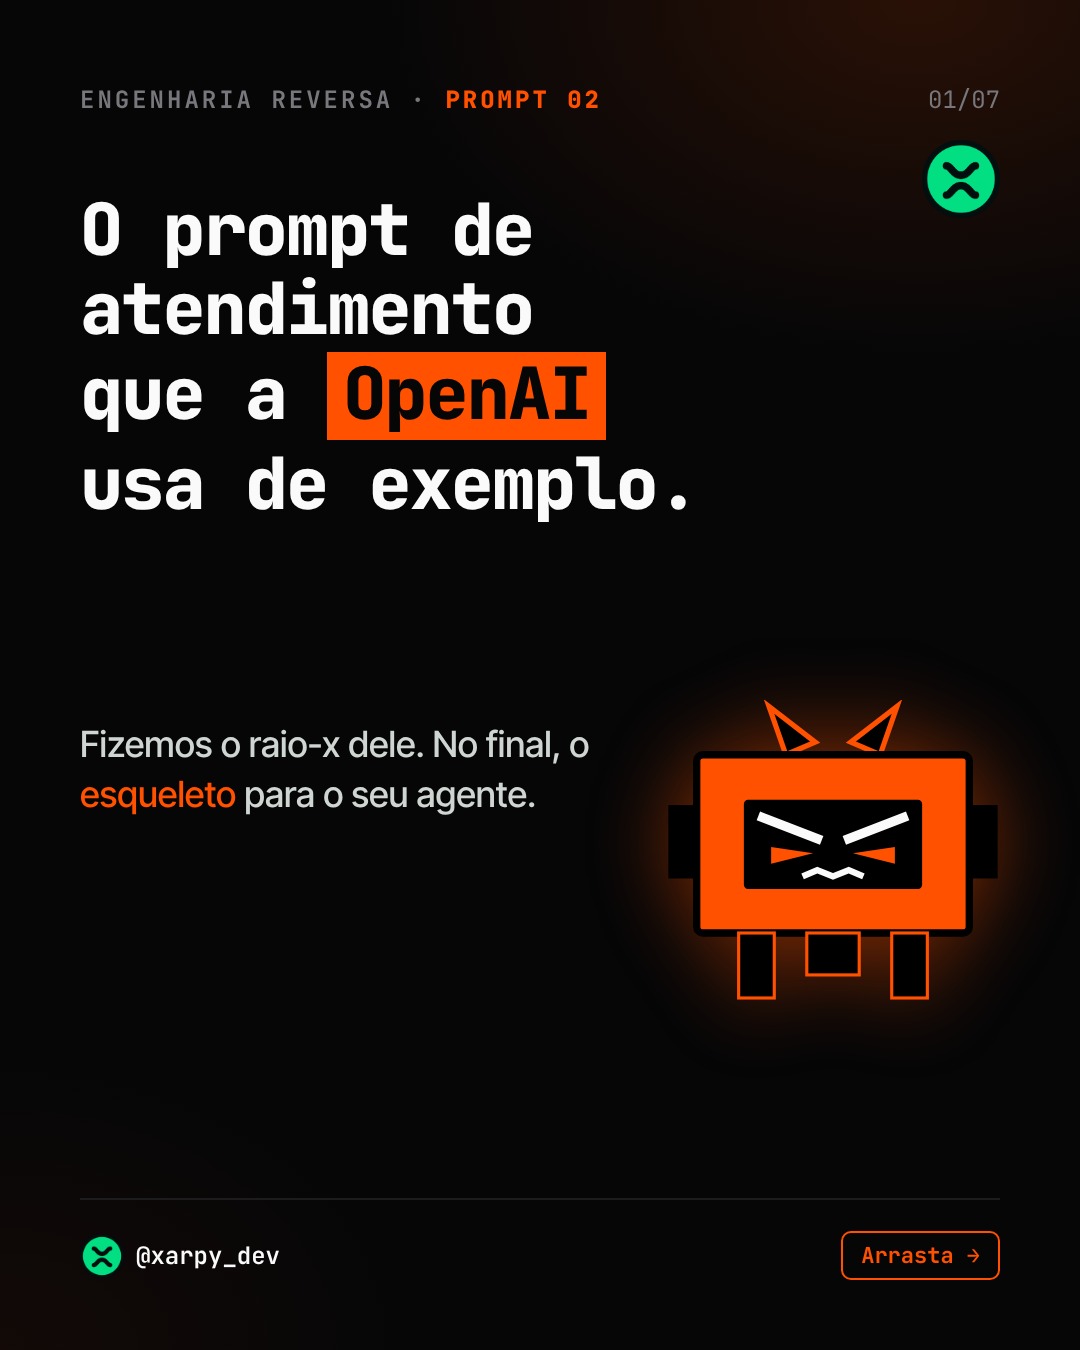 ENGENHARIA REVERSA · PROMPT 02
01/07
O prompt de
atendimento
que a OpenAI
usa de exemplo.
Fizemos o raio-x dele. No final, o
esqueleto para o seu agente.
@xarpy_dev
Arrasta →